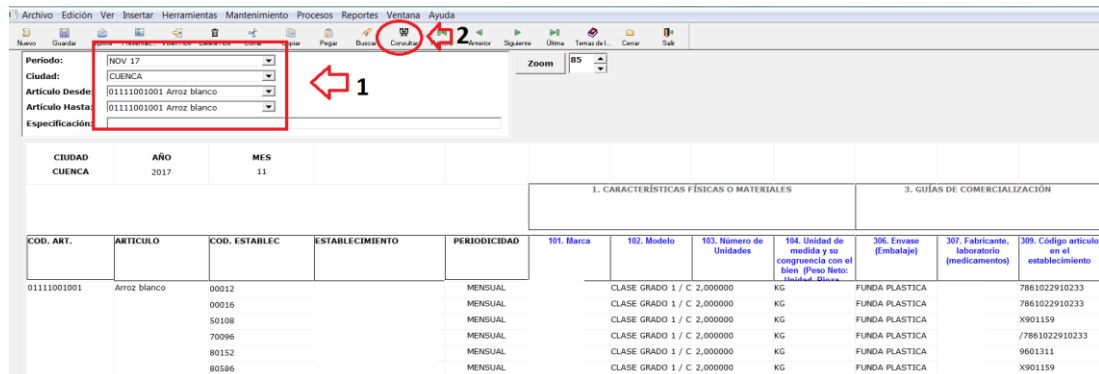 Archivo Edición Ver Insertar Herramientas Mantenimiento Procesos Reportes Ventana Ayuda
Nuevo Guardar Copiar Pegar Buscar Consultar Anterior Siguiente Última Temas de l... Cerrar Salir
2
Período: NOV 17
Ciudad: CUENCA
Artículo Desde: 01111001001 Arroz blanco
Artículo Hasta: 01111001001 Arroz blanco
Especificación:
1
Zoom 85
CIUDAD AÑO MES
CUENCA 2017 11
1. CARACTERÍSTICAS FÍSICAS O MATERIALES 3. GUÍAS DE COMERCIALIZACIÓN
COD. ART. ARTICULO COD. ESTABLEC ESTABLECIMIENTO PERIODICIDAD 101. Marca 102. Modelo 103. Número de Unidades 104. Unidad de medida y su congruencia con el bien (Peso Neto: Unidad, Pieza 306. Envase (Embalaje) 307. Fabricante, laboratorio (medicamentos) 309. Código artículo en el establecimiento
01111001001 Arroz blanco 00012 MENSUAL CLASE GRADO 1 / C 2,000000 KG FUNDA PLASTICA 7861022910233
00016 MENSUAL CLASE GRADO 1 / C 2,000000 KG FUNDA PLASTICA 7861022910233
50108 MENSUAL CLASE GRADO 1 / C 2,000000 KG FUNDA PLASTICA X901159
70096 MENSUAL CLASE GRADO 1 / C 2,000000 KG FUNDA PLASTICA /7861022910233
80152 MENSUAL CLASE GRADO 1 / C 2,000000 KG FUNDA PLASTICA 9601311
80586 MENSUAL CLASE GRADO 1 / C 2,000000 KG FUNDA PLASTICA X901159